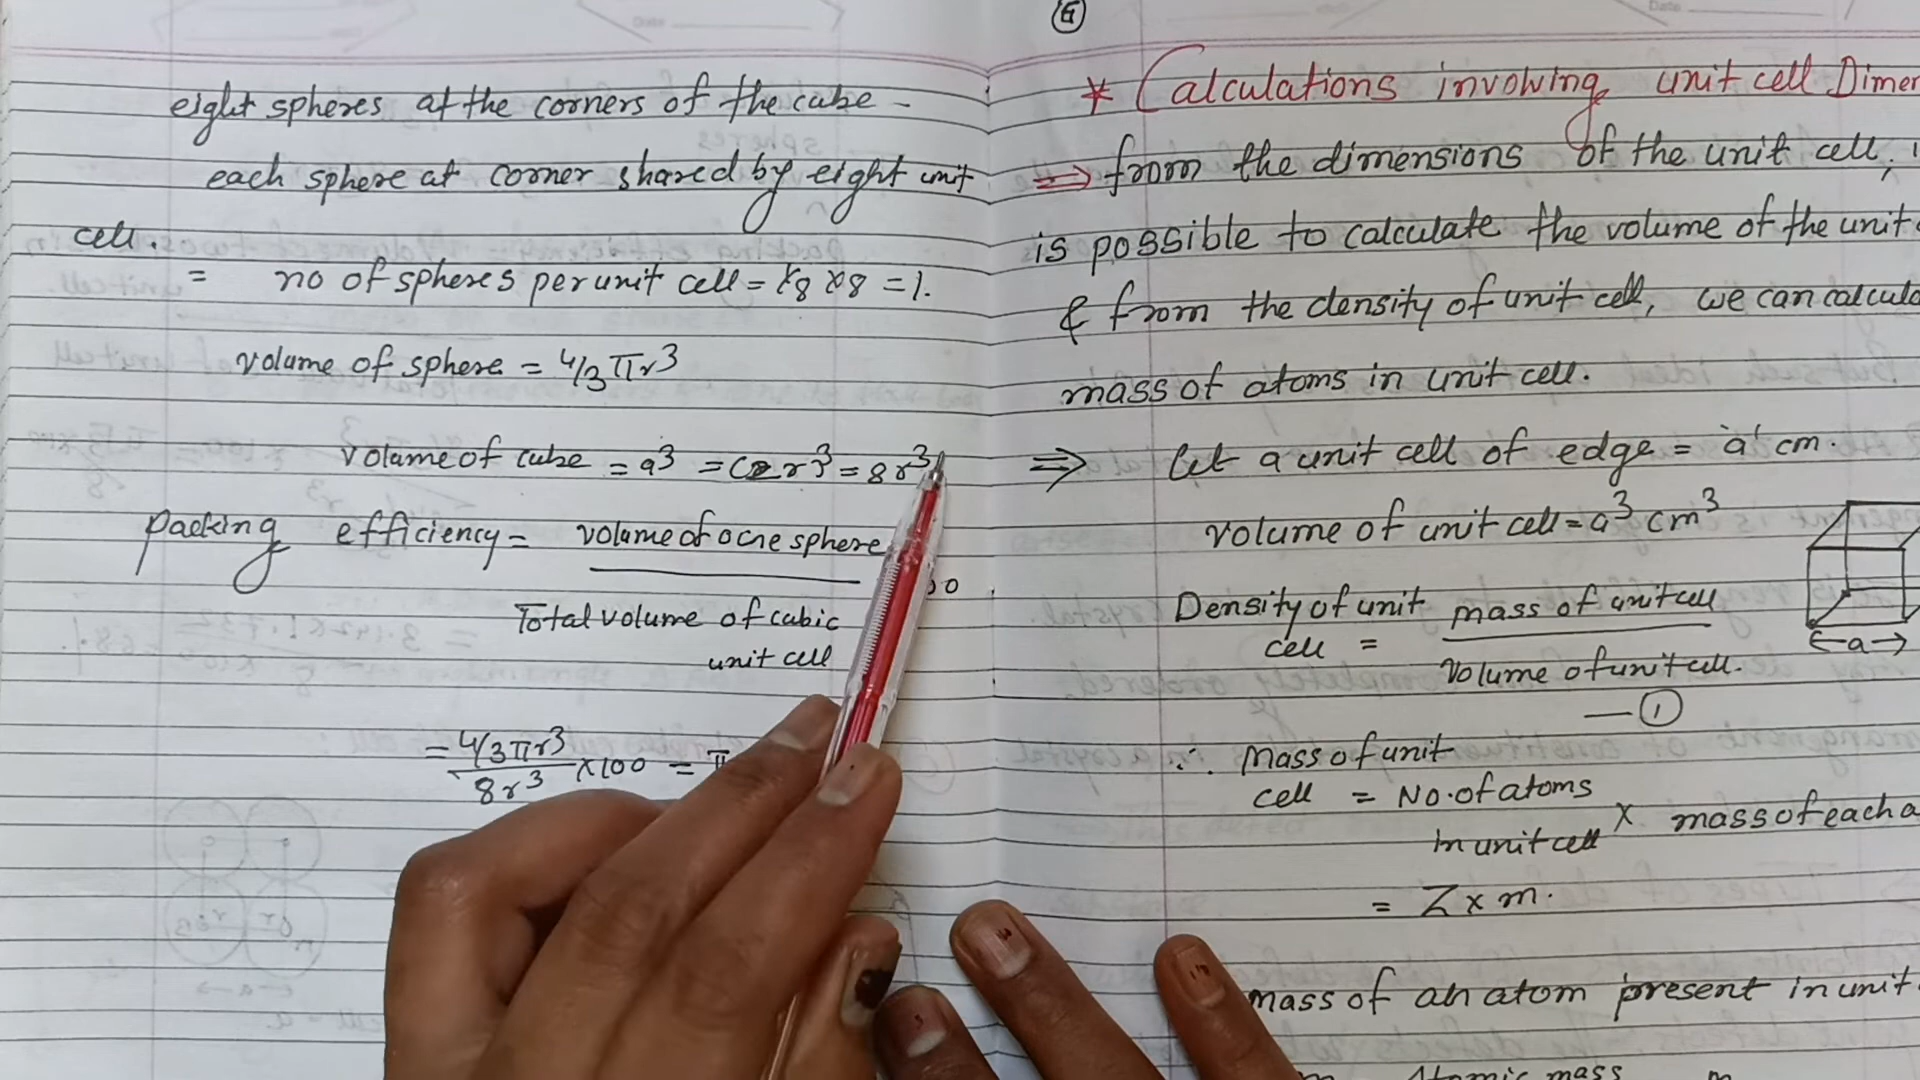 eight spheres at the corners of the cube -
each sphere at corner shared by eight unit
cell.
= no of spheres per unit cell = 1/8 x 8 = 1.
volume of sphere = 4/3 πr³
volume of cube = a³ = (2r)³ = 8r³
Packing efficiency = volume of one sphere
Total volume of cubic
unit cell
= 4/3 πr³ / 8r³ × 100 = π
5
* Calculations involving unit cell Dimen
⇒ from the dimensions of the unit cell, i
is possible to calculate the volume of the unit
& from the density of unit cell, we can calcula
mass of atoms in unit cell.
⇒ let a unit cell of edge = 'a' cm.
volume of unit cell = a³ cm³
Density of unit cell = mass of unit cell
volume of unit cell.
— ①
←a→
∴ Mass of unit
cell = No. of atoms
in unit cell × mass of each a
= Z × m.
mass of an atom present in unit
Atomic mass